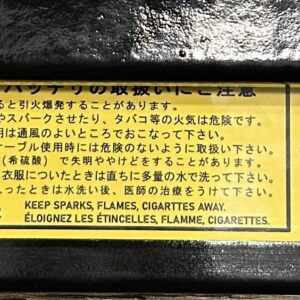 バッテリの取扱いにご注意
ると引火爆発することがあります。
やスパークさせたり、タバコ等の火気は危険です。
用は通風のよいところでおこなって下さい。
ケーブル使用時には危険のないように取扱い下さい。
(希硫酸)で失明ややけどをすることがあります。
衣服についたときは直ちに多量の水で洗って下さい。
入ったときは水洗い後、医師の治療をうけて下さい。
KEEP SPARKS, FLAMES, CIGARTTES AWAY.
ÉLOIGNEZ LES ÉTINCELLES, FLAMME, CIGARETTES.